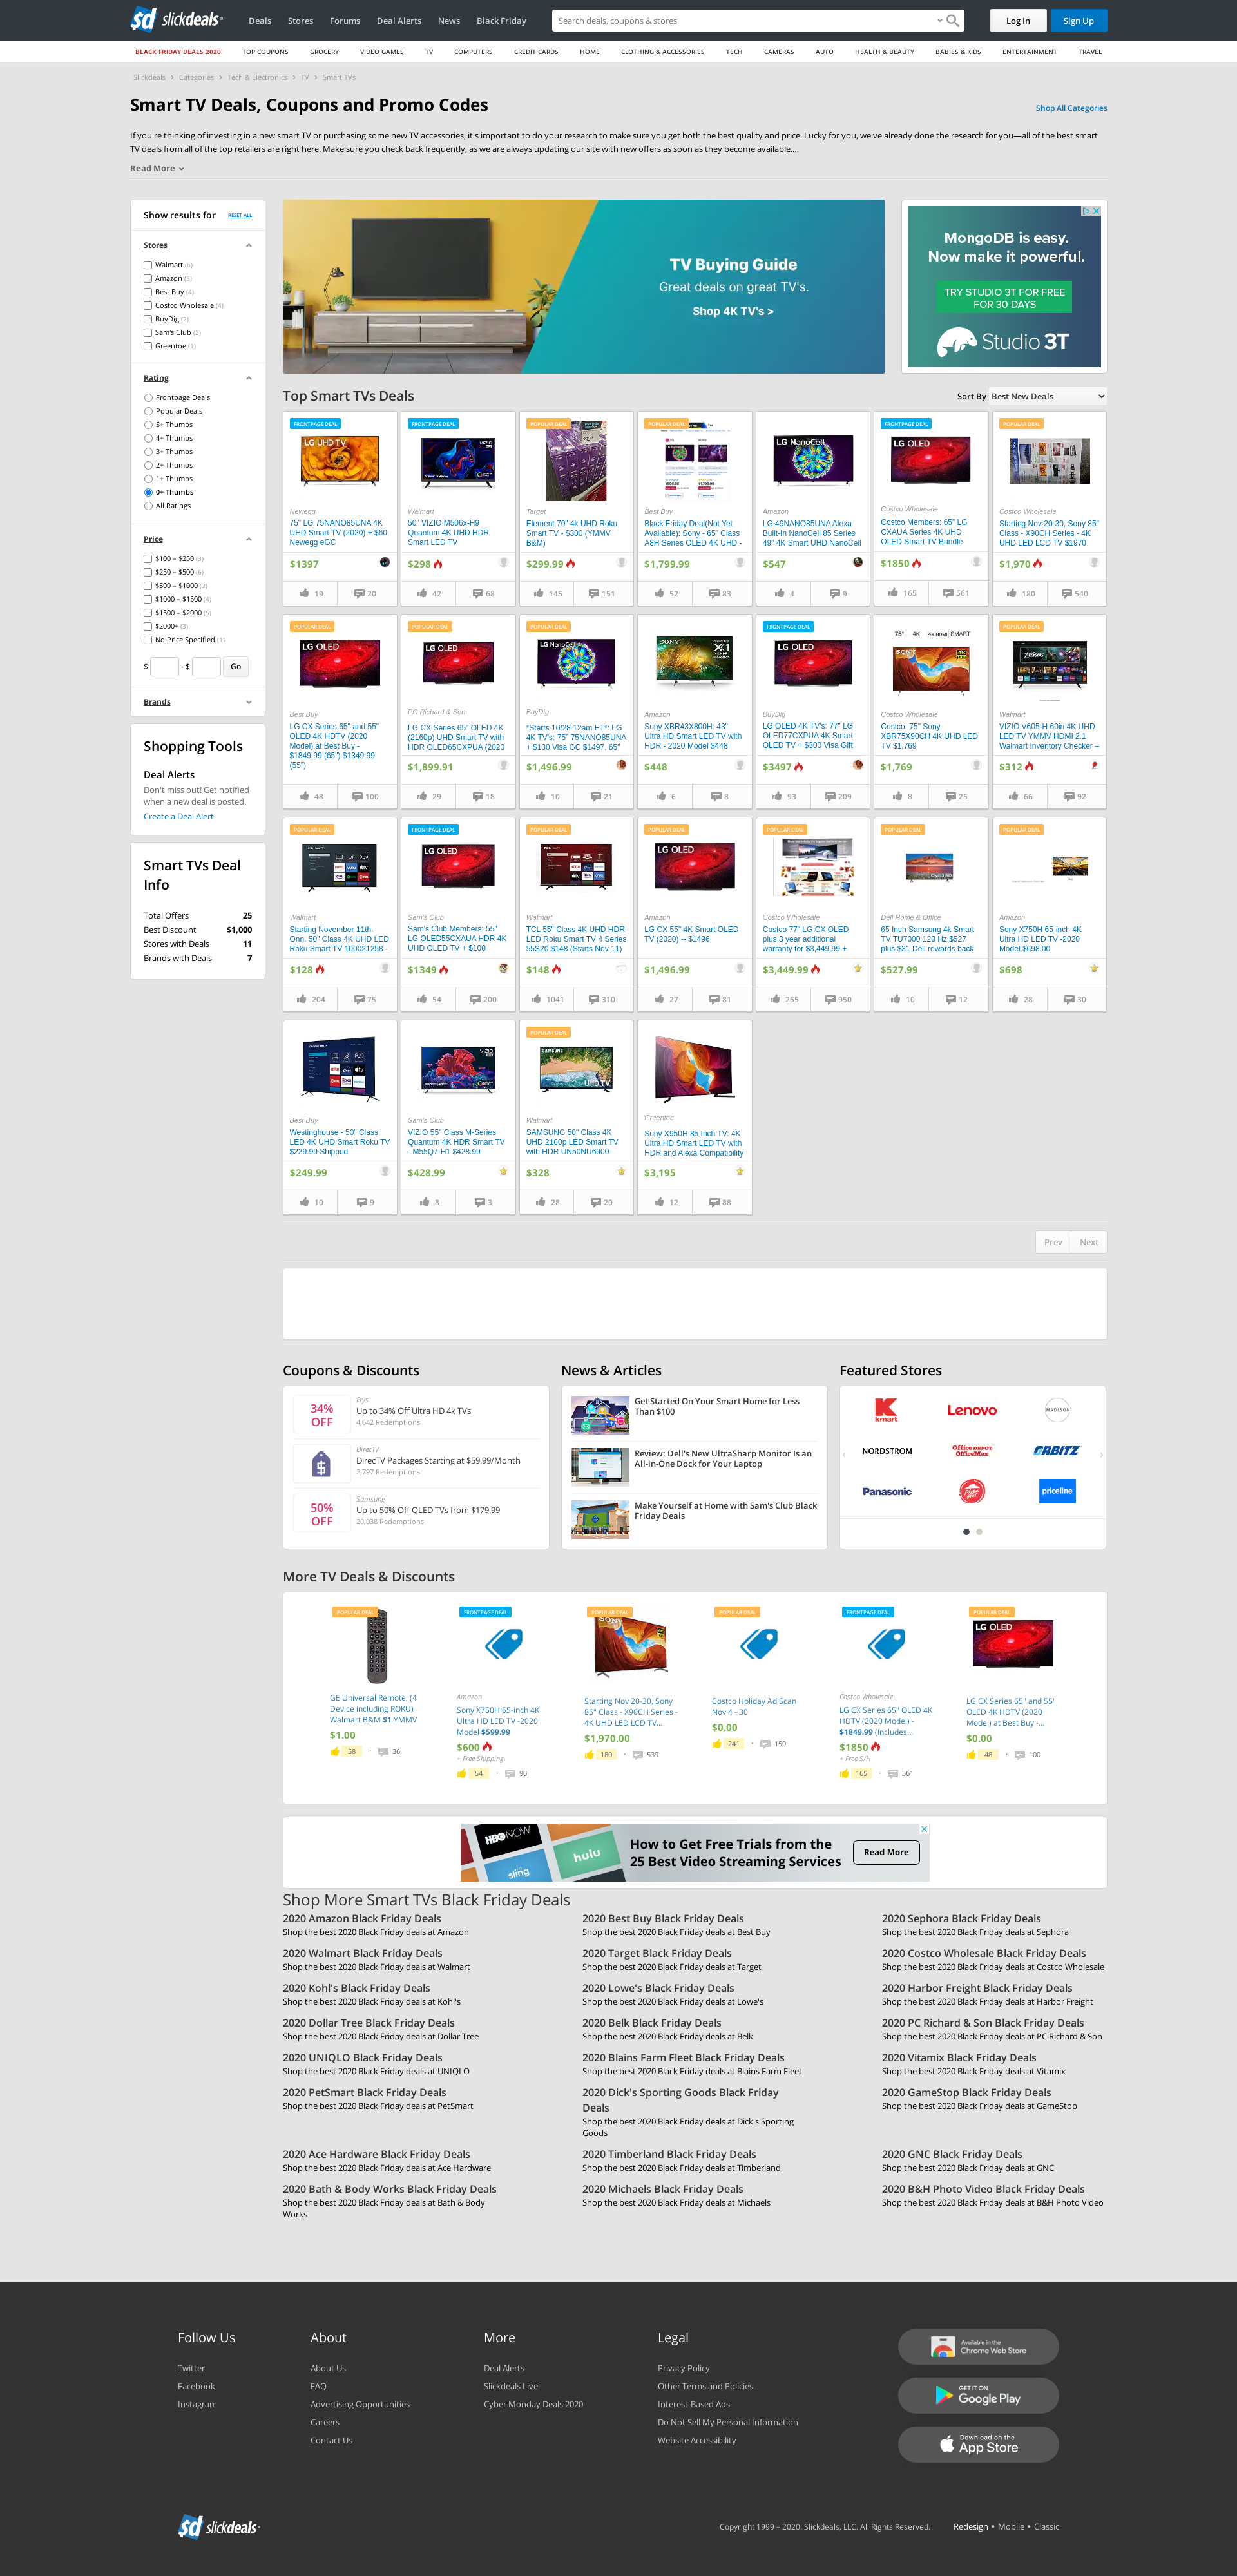 slickdeals
Deals
Stores
Forums
Deal Alerts
News
Black Friday
Search deals, coupons & stores
Log In
Sign Up
BLACK FRIDAY DEALS 2020
TOP COUPONS
GROCERY
VIDEO GAMES
TV
COMPUTERS
CREDIT CARDS
HOME
CLOTHING & ACCESSORIES
TECH
CAMERAS
AUTO
HEALTH & BEAUTY
BABIES & KIDS
ENTERTAINMENT
TRAVEL
Slickdeals > Categories > Tech & Electronics > TV > Smart TVs
Smart TV Deals, Coupons and Promo Codes
Shop All Categories
If you're thinking of investing in a new smart TV or purchasing some new TV accessories, it's important to do your research to make sure you get both the best quality and price. Lucky for you, we've already done the research for you—all of the best smart
TV deals from all of the top retailers are right here. Make sure you check back frequently, as we are always updating our site with new offers as soon as they become available....
Read More
Show results for
RESET ALL
Stores
Walmart (6)
Amazon (5)
Best Buy (4)
Costco Wholesale (4)
BuyDig (2)
Sam's Club (2)
Greentoe (1)
Rating
Frontpage Deals
Popular Deals
5+ Thumbs
4+ Thumbs
3+ Thumbs
2+ Thumbs
1+ Thumbs
0+ Thumbs
All Ratings
Price
$100 – $250 (3)
$250 – $500 (6)
$500 – $1000 (3)
$1000 – $1500 (4)
$1500 – $2000 (5)
$2000+ (3)
No Price Specified (1)
$ - $ Go
Brands
Shopping Tools
Deal Alerts
Don't miss out! Get notified
when a new deal is posted.
Create a Deal Alert
Smart TVs Deal
Info
Total Offers 25
Best Discount $1,000
Stores with Deals 11
Brands with Deals 7
TV Buying Guide
Great deals on great TV's.
Shop 4K TV's >
MongoDB is easy.
Now make it powerful.
TRY STUDIO 3T FOR FREE
FOR 30 DAYS
Studio 3T
Top Smart TVs Deals
Sort By Best New Deals
FRONTPAGE DEAL
LG UHD TV
Newegg
75" LG 75NANO85UNA 4K
UHD Smart TV (2020) + $60
Newegg eGC
$1397
19
20
FRONTPAGE DEAL
VIZIO
Walmart
50" VIZIO M506x-H9
Quantum 4K UHD HDR
Smart LED TV
$298
42
68
POPULAR DEAL
Target
Element 70" 4k UHD Roku
Smart TV - $300 (YMMV
B&M)
$299.99
145
151
POPULAR DEAL
Best Buy
Black Friday Deal(Not Yet
Available): Sony - 65" Class
A8H Series OLED 4K UHD -
$1,799.99
52
83
LG NanoCell
Amazon
LG 49NANO85UNA Alexa
Built-In NanoCell 85 Series
49" 4K Smart UHD NanoCell
$547
4
9
FRONTPAGE DEAL
LG OLED
Costco Wholesale
Costco Members: 65" LG
CXAUA Series 4K UHD
OLED Smart TV Bundle
$1850
165
561
POPULAR DEAL
Costco Wholesale
Starting Nov 20-30, Sony 85"
Class - X90CH Series - 4K
UHD LED LCD TV $1970
$1,970
180
540
POPULAR DEAL
LG OLED
Best Buy
LG CX Series 65" and 55"
OLED 4K HDTV (2020
Model) at Best Buy -
$1849.99 (65") $1349.99
(55")
48
100
POPULAR DEAL
LG OLED
PC Richard & Son
LG CX Series 65" OLED 4K
(2160p) UHD Smart TV with
HDR OLED65CXPUA (2020
$1,899.91
29
18
POPULAR DEAL
LG NanoCell
BuyDig
*Starts 10/28 12am ET*: LG
4K TV's: 75" 75NANO85UNA
+ $100 Visa GC $1497, 65"
$1,496.99
10
21
SONY
X1
Amazon
Sony XBR43X800H: 43"
Ultra HD Smart LED TV with
HDR - 2020 Model $448
$448
6
8
FRONTPAGE DEAL
LG OLED
BuyDig
LG OLED 4K TV's: 77" LG
OLED77CXPUA 4K Smart
OLED TV + $300 Visa Gift
$3497
93
209
75" 4K 4X HDMI SMART
SONY
Costco Wholesale
Costco: 75" Sony
XBR75X90CH 4K UHD LED
TV $1,769
$1,769
8
25
POPULAR DEAL
Walmart
VIZIO V605-H 60in 4K UHD
LED TV YMMV HDMI 2.1
Walmart Inventory Checker –
$312
66
92
POPULAR DEAL
Walmart
Starting November 11th -
Onn. 50" Class 4K UHD LED
Roku Smart TV 100021258 -
$128
204
75
FRONTPAGE DEAL
LG OLED
Sam's Club
Sam's Club Members: 55"
LG OLED55CXAUA HDR 4K
UHD OLED TV + $100
$1349
54
200
POPULAR DEAL
Walmart
TCL 55" Class 4K UHD HDR
LED Roku Smart TV 4 Series
55S20 $148 (Starts Nov 11)
$148
1041
310
POPULAR DEAL
LG OLED
Amazon
LG CX 55" 4K Smart OLED
TV (2020) -- $1496
$1,496.99
27
81
POPULAR DEAL
Costco Wholesale
Costco 77" LG CX OLED
plus 3 year additional
warranty for $3,449.99 +
$3,449.99
255
950
POPULAR DEAL
Dell Home & Office
65 Inch Samsung 4k Smart
TV TU7000 120 Hz $527
plus $31 Dell rewards back
$527.99
10
12
POPULAR DEAL
Amazon
Sony X750H 65-inch 4K
Ultra HD LED TV -2020
Model $698.00
$698
28
30
Best Buy
Westinghouse - 50" Class
LED 4K UHD Smart Roku TV
$229.99 Shipped
$249.99
10
9
VIZIO
Sam's Club
VIZIO 55" Class M-Series
Quantum 4K HDR Smart TV
- M55Q7-H1 $428.99
$428.99
8
3
POPULAR DEAL
SAMSUNG
UHD TV
Walmart
SAMSUNG 50" Class 4K
UHD 2160p LED Smart TV
with HDR UN50NU6900
$328
28
20
Greentoe
Sony X950H 85 Inch TV: 4K
Ultra HD Smart LED TV with
HDR and Alexa Compatibility
$3,195
12
88
Prev
Next
Coupons & Discounts
34%
OFF
Frys
Up to 34% Off Ultra HD 4k TVs
4,642 Redemptions
DirecTV
DirecTV Packages Starting at $59.99/Month
2,797 Redemptions
50%
OFF
Samsung
Up to 50% Off QLED TVs from $179.99
20,038 Redemptions
News & Articles
Get Started On Your Smart Home for Less
Than $100
Review: Dell's New UltraSharp Monitor Is an
All-in-One Dock for Your Laptop
Make Yourself at Home with Sam's Club Black
Friday Deals
Featured Stores
kmart
Lenovo
MADISON
NORDSTROM
Office DEPOT
OfficeMax
ORBITZ
Panasonic
Pizza Hut
priceline
More TV Deals & Discounts
POPULAR DEAL
GE Universal Remote, (4
Device including ROKU)
Walmart B&M $1 YMMV
$1.00
58 • 36
FRONTPAGE DEAL
Amazon
Sony X750H 65-inch 4K
Ultra HD LED TV -2020
Model $599.99
$600
+ Free Shipping
54 • 90
POPULAR DEAL
SONY
Starting Nov 20-30, Sony
85" Class - X90CH Series -
4K UHD LED LCD TV...
$1,970.00
180 • 539
POPULAR DEAL
Costco Holiday Ad Scan
Nov 4 - 30
$0.00
241 • 150
FRONTPAGE DEAL
Costco Wholesale
LG CX Series 65" OLED 4K
HDTV (2020 Model) -
$1849.99 (Includes...
$1850
+ Free S/H
165 • 561
POPULAR DEAL
LG OLED
LG CX Series 65" and 55"
OLED 4K HDTV (2020
Model) at Best Buy -...
$0.00
48 • 100
HBO NOW
sling
hulu
How to Get Free Trials from the
25 Best Video Streaming Services
Read More
Shop More Smart TVs Black Friday Deals
2020 Amazon Black Friday Deals
Shop the best 2020 Black Friday deals at Amazon
2020 Best Buy Black Friday Deals
Shop the best 2020 Black Friday deals at Best Buy
2020 Sephora Black Friday Deals
Shop the best 2020 Black Friday deals at Sephora
2020 Walmart Black Friday Deals
Shop the best 2020 Black Friday deals at Walmart
2020 Target Black Friday Deals
Shop the best 2020 Black Friday deals at Target
2020 Costco Wholesale Black Friday Deals
Shop the best 2020 Black Friday deals at Costco Wholesale
2020 Kohl's Black Friday Deals
Shop the best 2020 Black Friday deals at Kohl's
2020 Lowe's Black Friday Deals
Shop the best 2020 Black Friday deals at Lowe's
2020 Harbor Freight Black Friday Deals
Shop the best 2020 Black Friday deals at Harbor Freight
2020 Dollar Tree Black Friday Deals
Shop the best 2020 Black Friday deals at Dollar Tree
2020 Belk Black Friday Deals
Shop the best 2020 Black Friday deals at Belk
2020 PC Richard & Son Black Friday Deals
Shop the best 2020 Black Friday deals at PC Richard & Son
2020 UNIQLO Black Friday Deals
Shop the best 2020 Black Friday deals at UNIQLO
2020 Blains Farm Fleet Black Friday Deals
Shop the best 2020 Black Friday deals at Blains Farm Fleet
2020 Vitamix Black Friday Deals
Shop the best 2020 Black Friday deals at Vitamix
2020 PetSmart Black Friday Deals
Shop the best 2020 Black Friday deals at PetSmart
2020 Dick's Sporting Goods Black Friday
Deals
Shop the best 2020 Black Friday deals at Dick's Sporting
Goods
2020 GameStop Black Friday Deals
Shop the best 2020 Black Friday deals at GameStop
2020 Ace Hardware Black Friday Deals
Shop the best 2020 Black Friday deals at Ace Hardware
2020 Timberland Black Friday Deals
Shop the best 2020 Black Friday deals at Timberland
2020 GNC Black Friday Deals
Shop the best 2020 Black Friday deals at GNC
2020 Bath & Body Works Black Friday Deals
Shop the best 2020 Black Friday deals at Bath & Body
Works
2020 Michaels Black Friday Deals
Shop the best 2020 Black Friday deals at Michaels
2020 B&H Photo Video Black Friday Deals
Shop the best 2020 Black Friday deals at B&H Photo Video
Follow Us
Twitter
Facebook
Instagram
About
About Us
FAQ
Advertising Opportunities
Careers
Contact Us
More
Deal Alerts
Slickdeals Live
Cyber Monday Deals 2020
Legal
Privacy Policy
Other Terms and Policies
Interest-Based Ads
Do Not Sell My Personal Information
Website Accessibility
Available in the
Chrome Web Store
GET IT ON
Google Play
Download on the
App Store
slickdeals
Copyright 1999 – 2020. Slickdeals, LLC. All Rights Reserved.
Redesign • Mobile • Classic